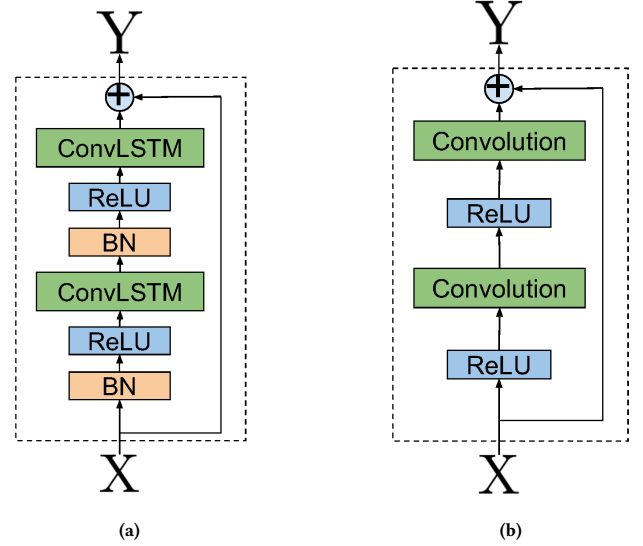 Y
+
ConvLSTM
ReLU
BN
ConvLSTM
ReLU
BN
X
(a)
Y
+
Convolution
ReLU
Convolution
ReLU
X
(b)